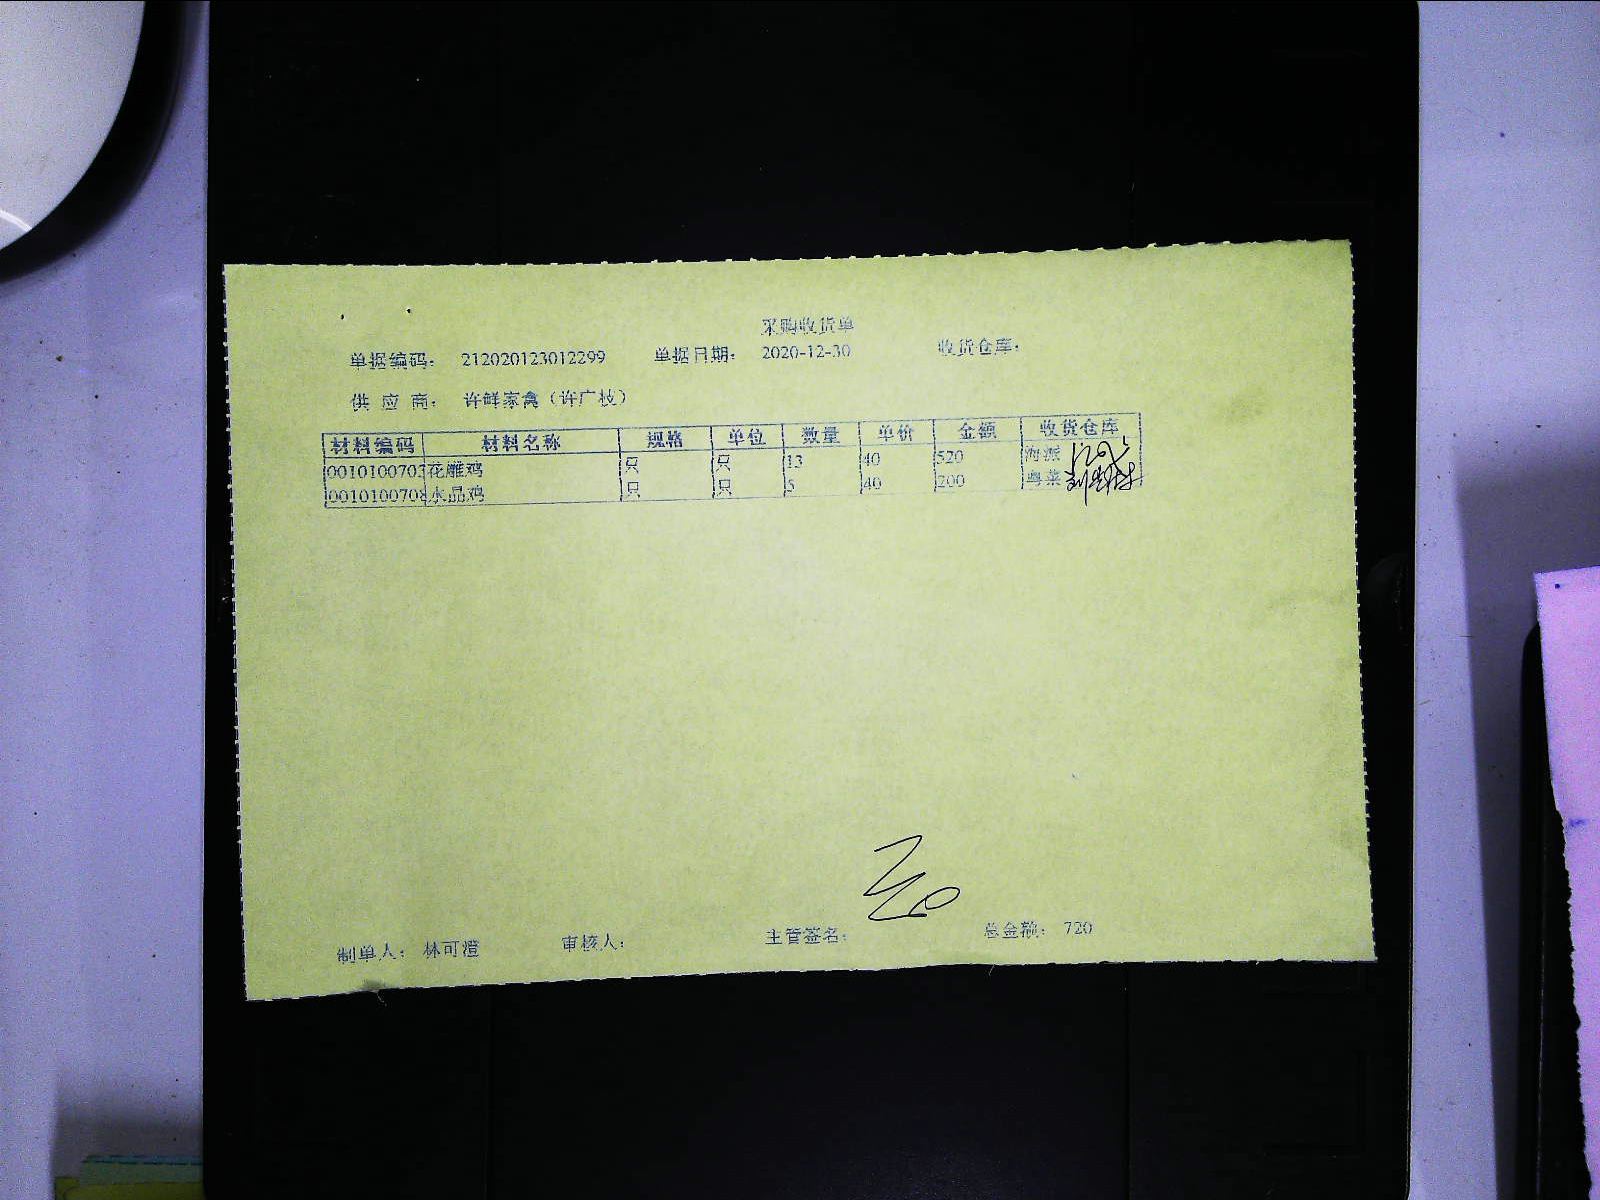 采购收货单
单据编码： 212020123012299 单据日期： 2020-12-30 收货仓库：
供 应 商： 许鲜家禽（许广枝）
材料编码 材料名称 规格 单位 数量 单价 金额 收货仓库
0010100703 花雕鸡 只 只 13 40 520 海派
0010100708 水晶鸡 只 只 5 40 200 粤菜
制单人： 林可澄 审核人： 主管签名： 总金额： 720